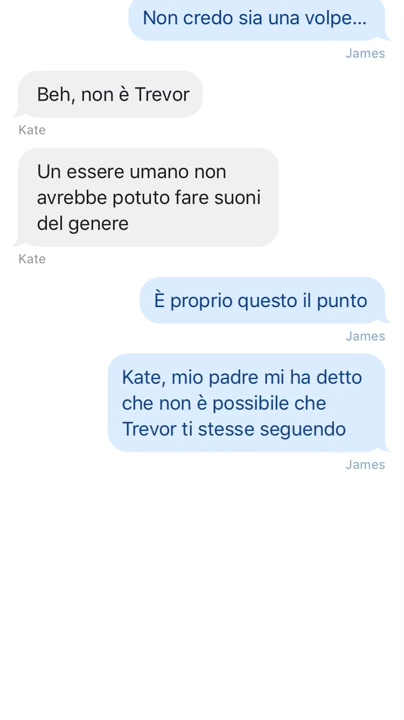 Non credo sia una volpe...
James
Beh, non è Trevor
Kate
Un essere umano non
avrebbe potuto fare suoni
del genere
Kate
È proprio questo il punto
James
Kate, mio padre mi ha detto
che non è possibile che
Trevor ti stesse seguendo
James